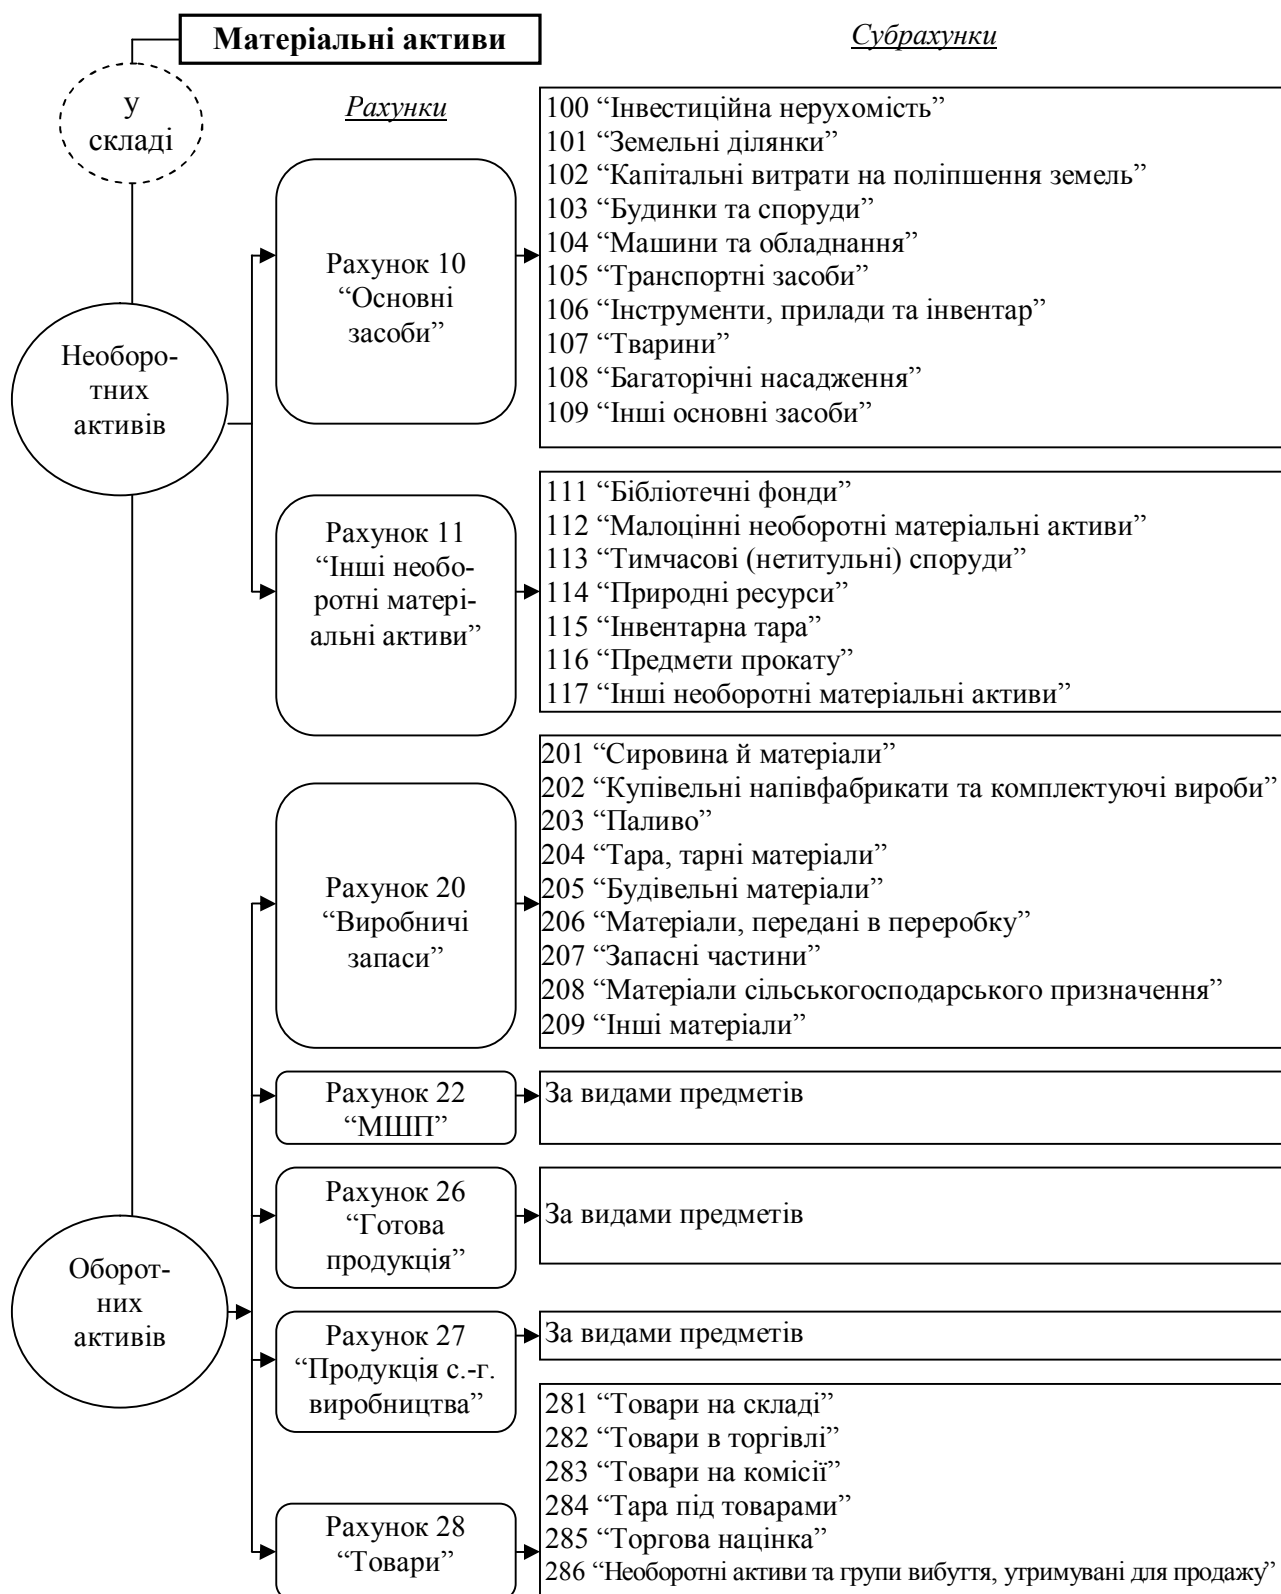 Матеріальні активи
Субрахунки
у
складі
Рахунки
Необоро-
тних
активів
Рахунок 10
“Основні
засоби”
100 “Інвестиційна нерухомість”
101 “Земельні ділянки”
102 “Капітальні витрати на поліпшення земель”
103 “Будинки та споруди”
104 “Машини та обладнання”
105 “Транспортні засоби”
106 “Інструменти, прилади та інвентар”
107 “Тварини”
108 “Багаторічні насадження”
109 “Інші основні засоби”
Рахунок 11
“Інші необо-
ротні матері-
альні активи”
111 “Бібліотечні фонди”
112 “Малоцінні необоротні матеріальні активи”
113 “Тимчасові (нетитульні) споруди”
114 “Природні ресурси”
115 “Інвентарна тара”
116 “Предмети прокату”
117 “Інші необоротні матеріальні активи”
Оборот-
них
активів
Рахунок 20
“Виробничі
запаси”
201 “Сировина й матеріали”
202 “Купівельні напівфабрикати та комплектуючі вироби”
203 “Паливо”
204 “Тара, тарні матеріали”
205 “Будівельні матеріали”
206 “Матеріали, передані в переробку”
207 “Запасні частини”
208 “Матеріали сільськогосподарського призначення”
209 “Інші матеріали”
Рахунок 22
“МШП”
За видами предметів
Рахунок 26
“Готова
продукція”
За видами предметів
Рахунок 27
“Продукція с.-г.
виробництва”
За видами предметів
Рахунок 28
“Товари”
281 “Товари на складі”
282 “Товари в торгівлі”
283 “Товари на комісії”
284 “Тара під товарами”
285 “Торгова націнка”
286 “Необоротні активи та групи вибуття, утримувані для продажу”